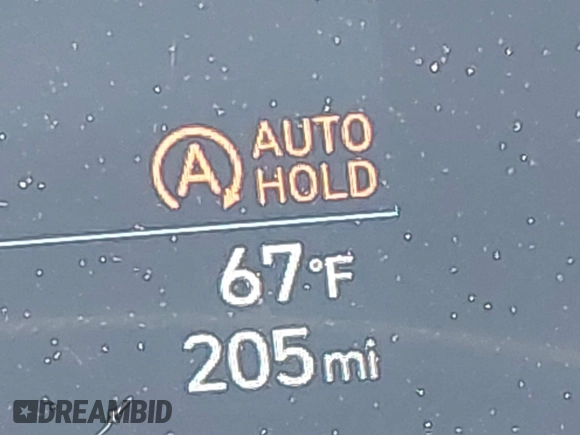 A AUTO
HOLD
67°F
205mi
DREAMBID